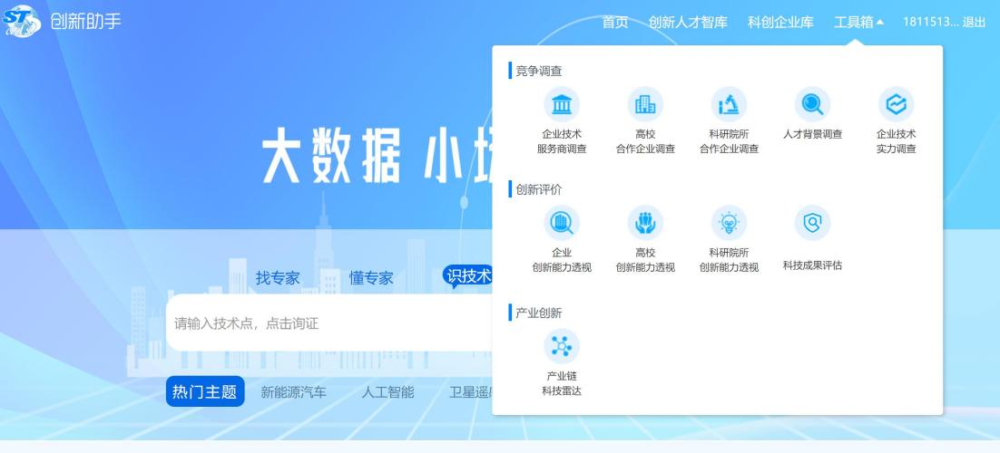 ST
创新助手
首页 创新人才智库 科创企业库 工具箱 1811513... 退出
大数据 小
竞争调查
企业技术
服务商调查
高校
合作企业调查
科研院所
合作企业调查
人才背景调查
企业技术
实力调查
创新评价
企业
创新能力透视
高校
创新能力透视
科研院所
创新能力透视
科技成果评估
产业创新
产业链
科技雷达
找专家 懂专家 识技术
请输入技术点，点击询证
热门主题 新能源汽车 人工智能 卫星遥